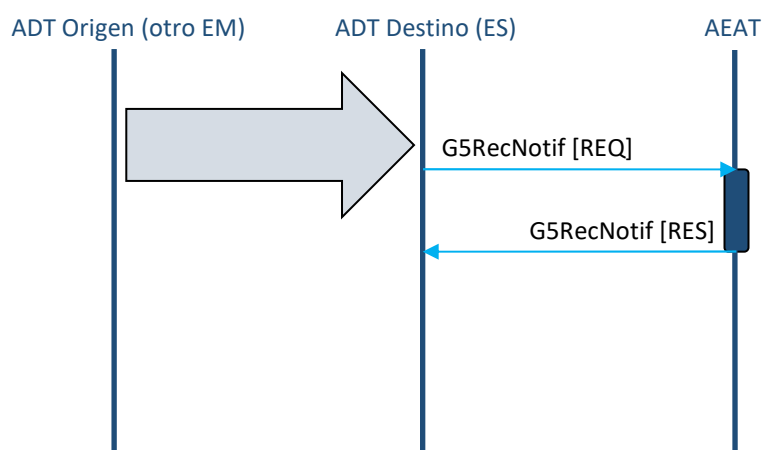 ADT Origen (otro EM)
ADT Destino (ES)
AEAT
G5RecNotif [REQ]
G5RecNotif [RES]